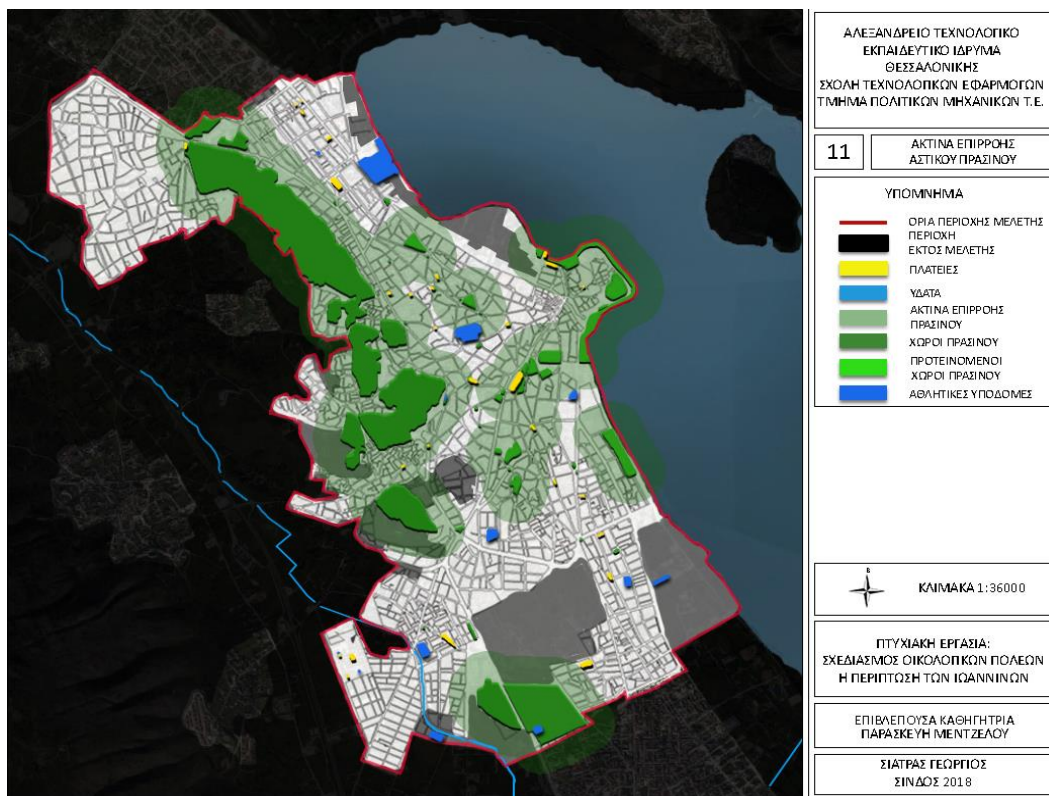 ΑΛΕΞΑΝΔΡΕΙΟ ΤΕΧΝΟΛΟΓΙΚΟ
ΕΚΠΑΙΔΕΥΤΙΚΟ ΙΔΡΥΜΑ
ΘΕΣΣΑΛΟΝΙΚΗΣ
ΣΧΟΛΗ ΤΕΧΝΟΛΟΓΙΚΩΝ ΕΦΑΡΜΟΓΩΝ
ΤΜΗΜΑ ΠΟΛΙΤΙΚΩΝ ΜΗΧΑΝΙΚΩΝ Τ.Ε.
11
ΑΚΤΙΝΑ ΕΠΙΡΡΟΗΣ
ΑΣΤΙΚΟΥ ΠΡΑΣΙΝΟΥ
ΥΠΟΜΝΗΜΑ
ΟΡΙΑ ΠΕΡΙΟΧΗΣ ΜΕΛΕΤΗΣ
ΠΕΡΙΟΧΗ
ΕΚΤΟΣ ΜΕΛΕΤΗΣ
ΠΛΑΤΕΙΕΣ
ΥΔΑΤΑ
ΑΚΤΙΝΑ ΕΠΙΡΡΟΗΣ
ΠΡΑΣΙΝΟΥ
ΧΩΡΟΙ ΠΡΑΣΙΝΟΥ
ΠΡΟΤΕΙΝΟΜΕΝΟΙ
ΧΩΡΟΙ ΠΡΑΣΙΝΟΥ
ΑΘΛΗΤΙΚΕΣ ΥΠΟΔΟΜΕΣ
Β
ΚΛΙΜΑΚΑ 1:36000
ΠΤΥΧΙΑΚΗ ΕΡΓΑΣΙΑ:
ΣΧΕΔΙΑΣΜΟΣ ΟΙΚΟΛΟΓΙΚΩΝ ΠΟΛΕΩΝ
Η ΠΕΡΙΠΤΩΣΗ ΤΩΝ ΙΩΑΝΝΙΝΩΝ
ΕΠΙΒΛΕΠΟΥΣΑ ΚΑΘΗΓΗΤΡΙΑ
ΠΑΡΑΣΚΕΥΗ ΜΕΝΤΖΕΛΟΥ
ΣΙΑΤΡΑΣ ΓΕΩΡΓΙΟΣ
ΣΙΝΔΟΣ 2018